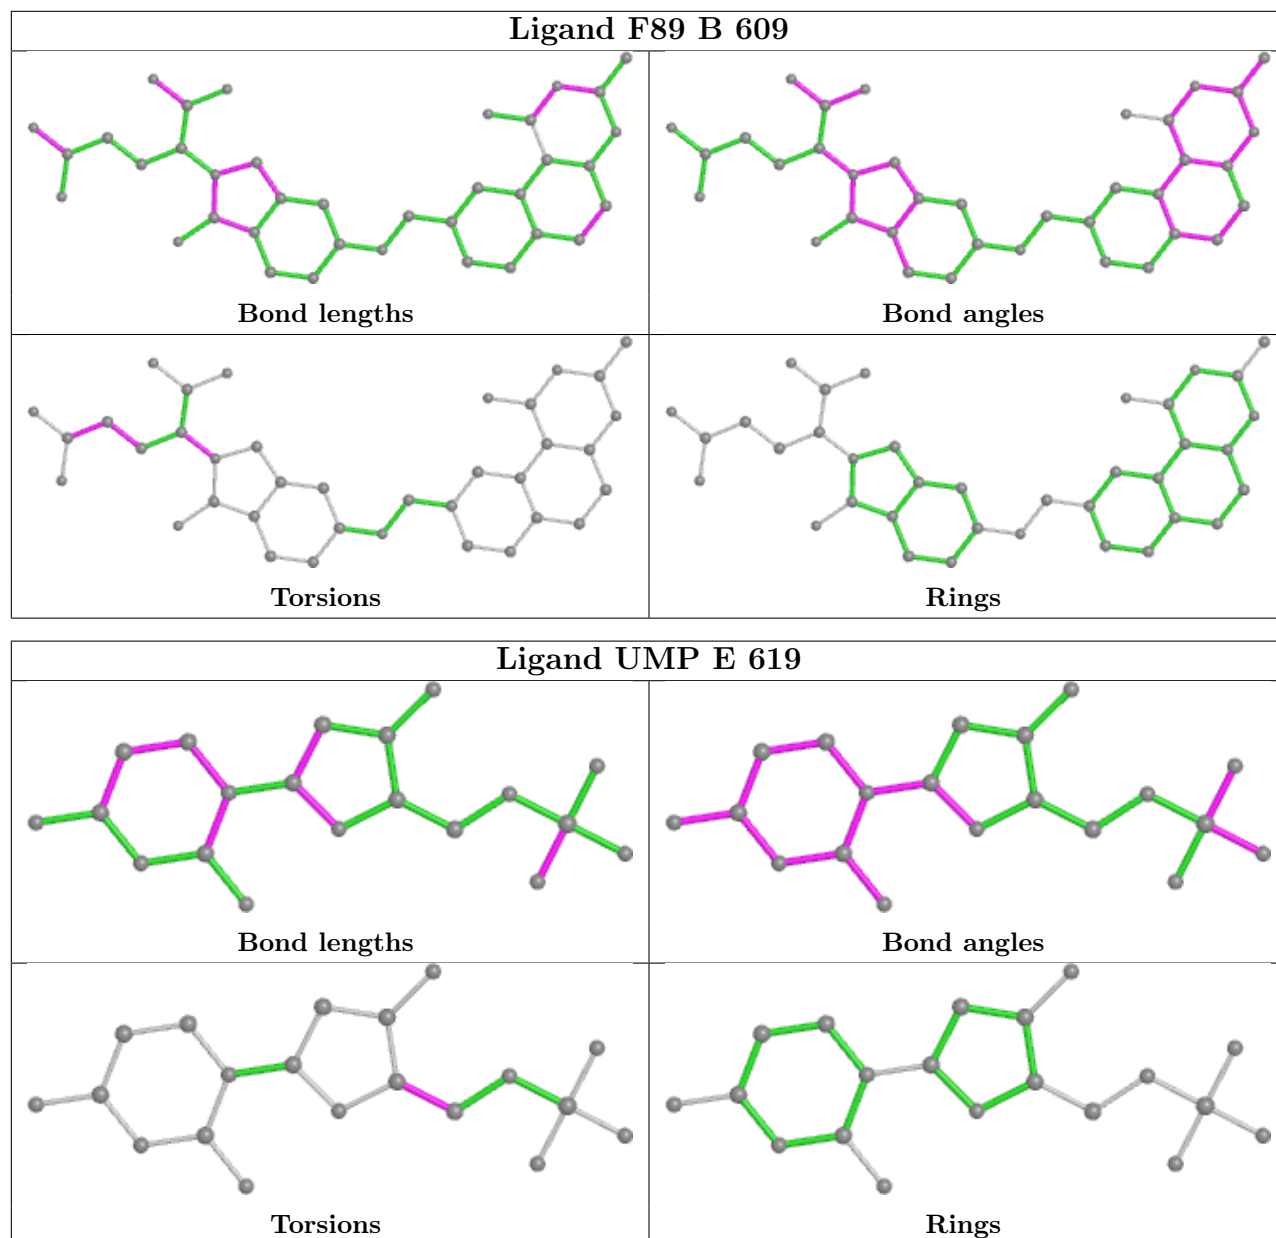 Ligand F89 B 609
Bond lengths
Bond angles
Torsions
Rings
Ligand UMP E 619
Bond lengths
Bond angles
Torsions
Rings